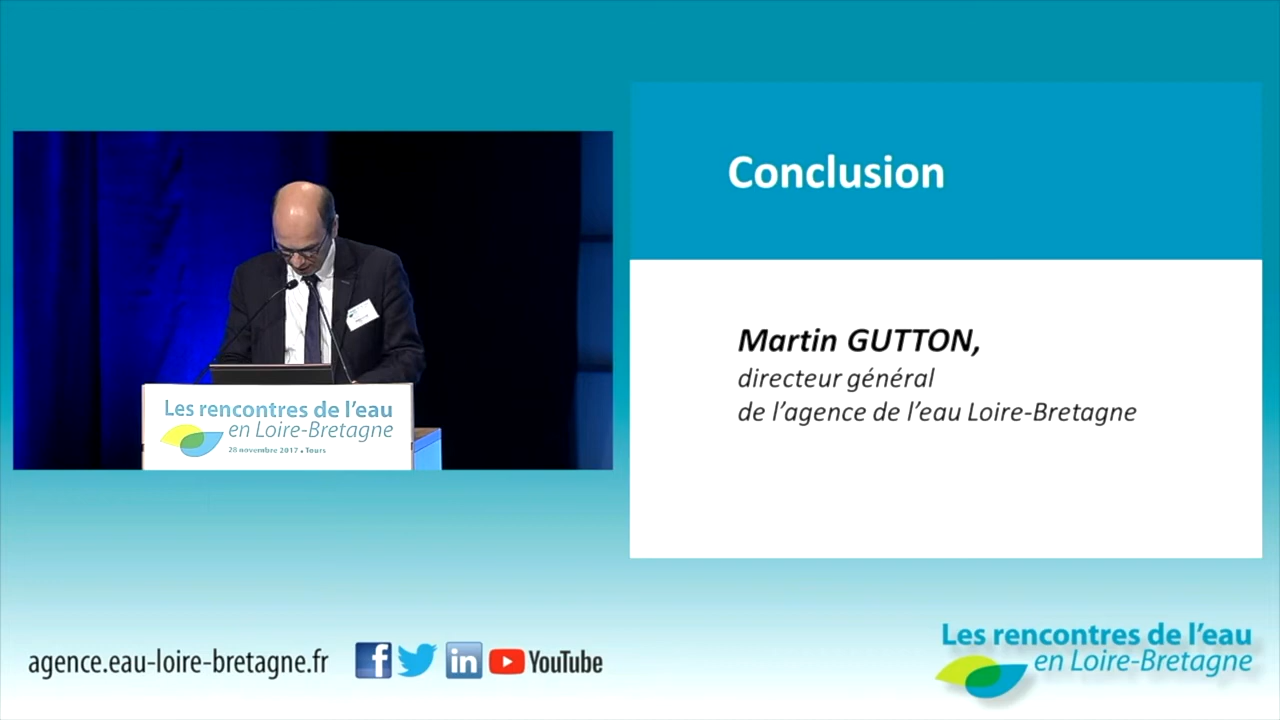 Conclusion
Martin GUTTON,
directeur général
de l'agence de l'eau Loire-Bretagne
Les rencontres de l'eau
en Loire-Bretagne
28 novembre 2017 • Tours
agence.eau-loire-bretagne.fr
f
in
YouTube
Les rencontres de l'eau
en Loire-Bretagne